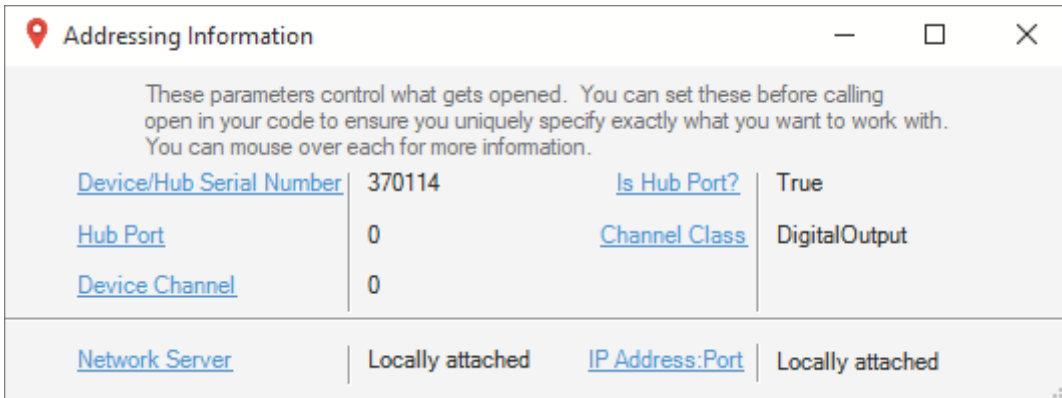 Addressing Information
These parameters control what gets opened.  You can set these before calling
open in your code to ensure you uniquely specify exactly what you want to work with.
You can mouse over each for more information.
Device/Hub Serial Number 370114 Is Hub Port? True
Hub Port 0 Channel Class DigitalOutput
Device Channel 0
Network Server Locally attached IP Address:Port Locally attached